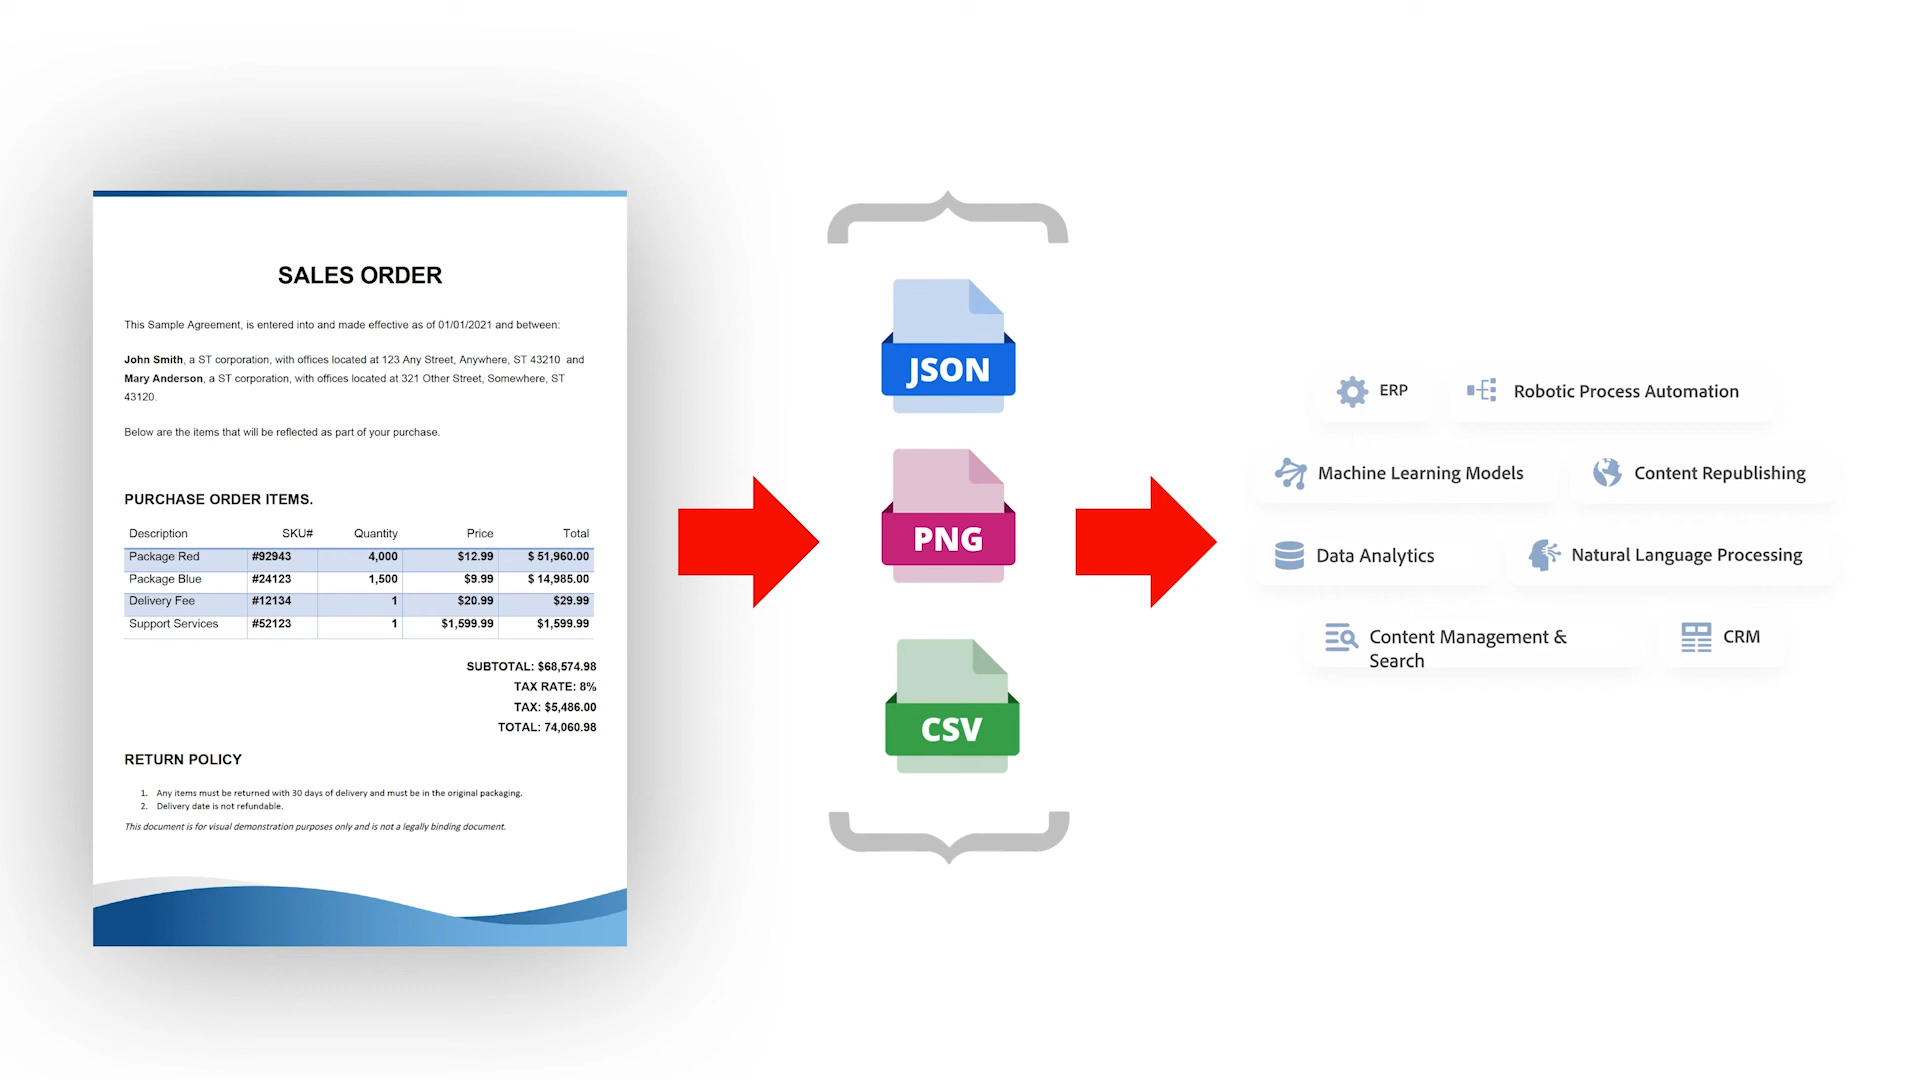 SALES ORDER
This Sample Agreement, is entered into and made effective as of 01/01/2021 and between:
John Smith, a ST corporation, with offices located at 123 Any Street, Anywhere, ST 43210 and
Mary Anderson, a ST corporation, with offices located at 321 Other Street, Somewhere, ST
43120.
Below are the items that will be reflected as part of your purchase.
PURCHASE ORDER ITEMS.
Description SKU# Quantity Price Total
Package Red #92943 4,000 $12.99 $ 51,960.00
Package Blue #24123 1,500 $9.99 $ 14,985.00
Delivery Fee #12134 1 $20.99 $29.99
Support Services #52123 1 $1,599.99 $1,599.99
SUBTOTAL: $68,574.98
TAX RATE: 8%
TAX: $5,486.00
TOTAL: 74,060.98
RETURN POLICY
1. Any items must be returned with 30 days of delivery and must be in the original packaging.
2. Delivery date is not refundable.
This document is for visual demonstration purposes only and is not a legally binding document.
JSON
PNG
CSV
ERP
Robotic Process Automation
Machine Learning Models
Content Republishing
Data Analytics
Natural Language Processing
Content Management &
Search
CRM